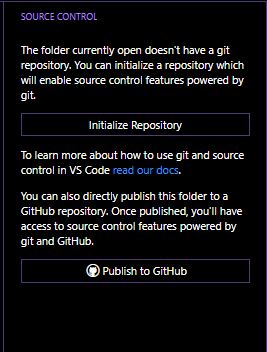 SOURCE CONTROL
The folder currently open doesn't have a git
repository. You can initialize a repository which
will enable source control features powered by
git.
Initialize Repository
To learn more about how to use git and source
control in VS Code read our docs.
You can also directly publish this folder to a
GitHub repository. Once published, you'll have
access to source control features powered by
git and GitHub.
Publish to GitHub